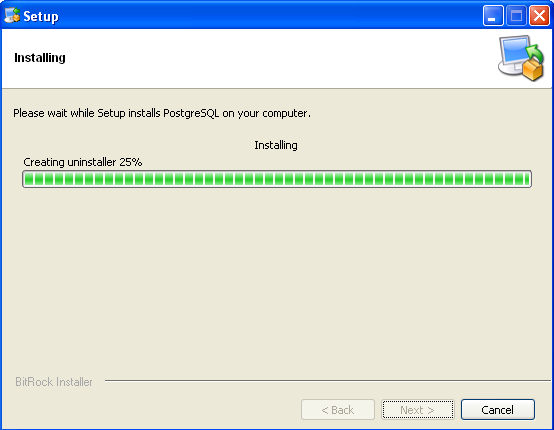 Setup
Installing
Please wait while Setup installs PostgreSQL on your computer.
Installing
Creating uninstaller 25%
BitRock Installer
< Back
Next >
Cancel